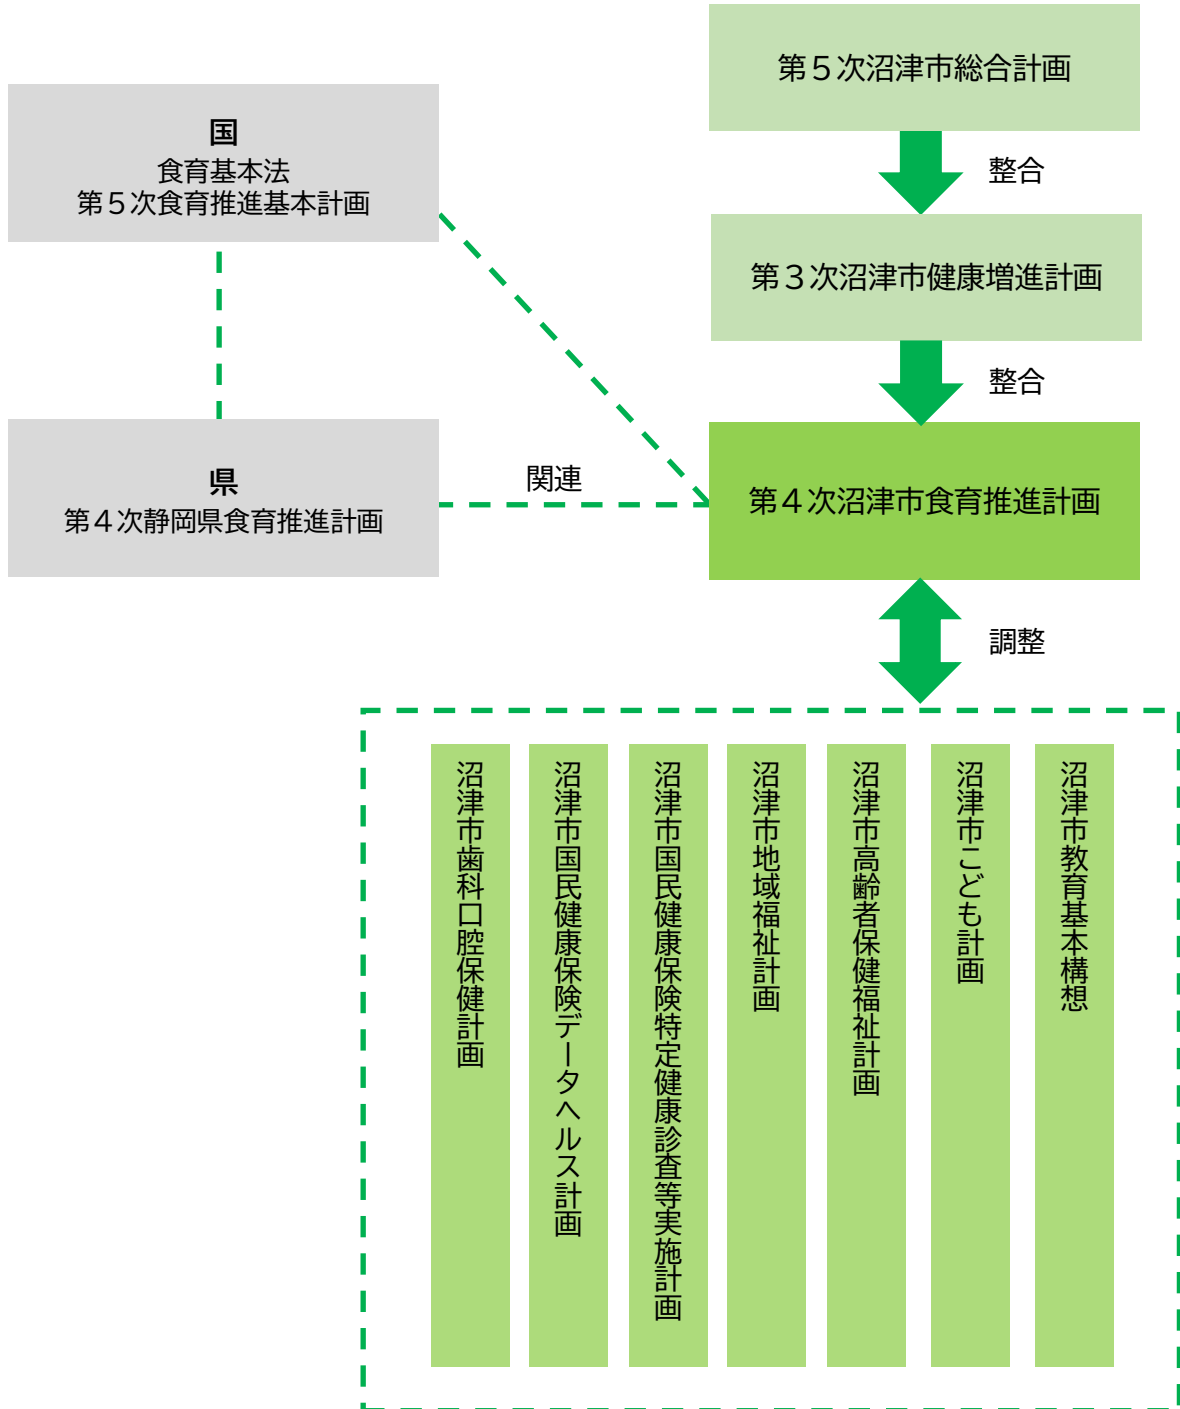 第５次沼津市総合計画
整合
第３次沼津市健康増進計画
整合
第４次沼津市食育推進計画
国
食育基本法
第５次食育推進基本計画
県
第４次静岡県食育推進計画
関連
調整
沼津市歯科口腔保健計画
沼津市国民健康保険データヘルス計画
沼津市国民健康保険特定健康診査等実施計画
沼津市地域福祉計画
沼津市高齢者保健福祉計画
沼津市こども計画
沼津市教育基本構想